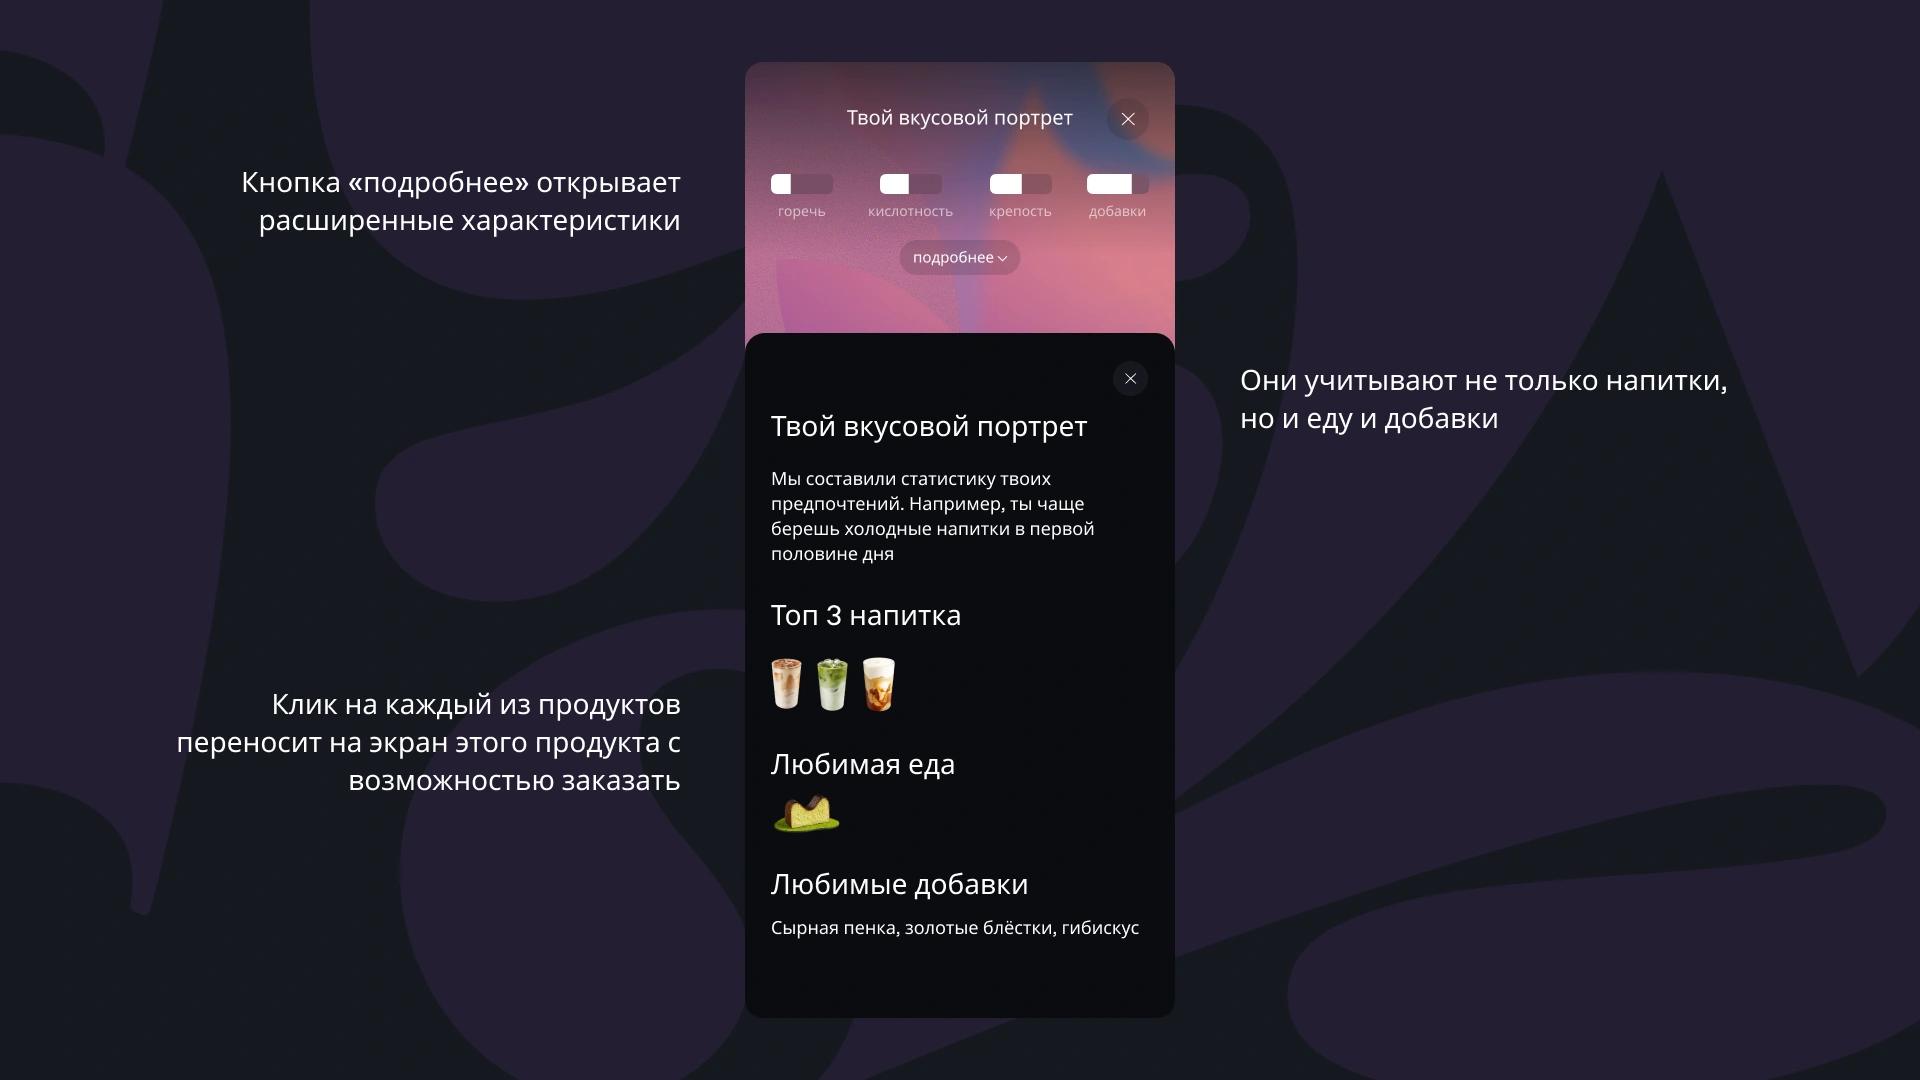 Кнопка «подробнее» открывает
расширенные характеристики
Клик на каждый из продуктов
переносит на экран этого продукта с
возможностью заказать
Твой вкусовой портрет
горечь
кислотность
крепость
добавки
подробнее
Твой вкусовой портрет
Мы составили статистику твоих
предпочтений. Например, ты чаще
берешь холодные напитки в первой
половине дня
Топ 3 напитка
Любимая еда
Любимые добавки
Сырная пенка, золотые блёстки, гибискус
Они учитывают не только напитки,
но и еду и добавки